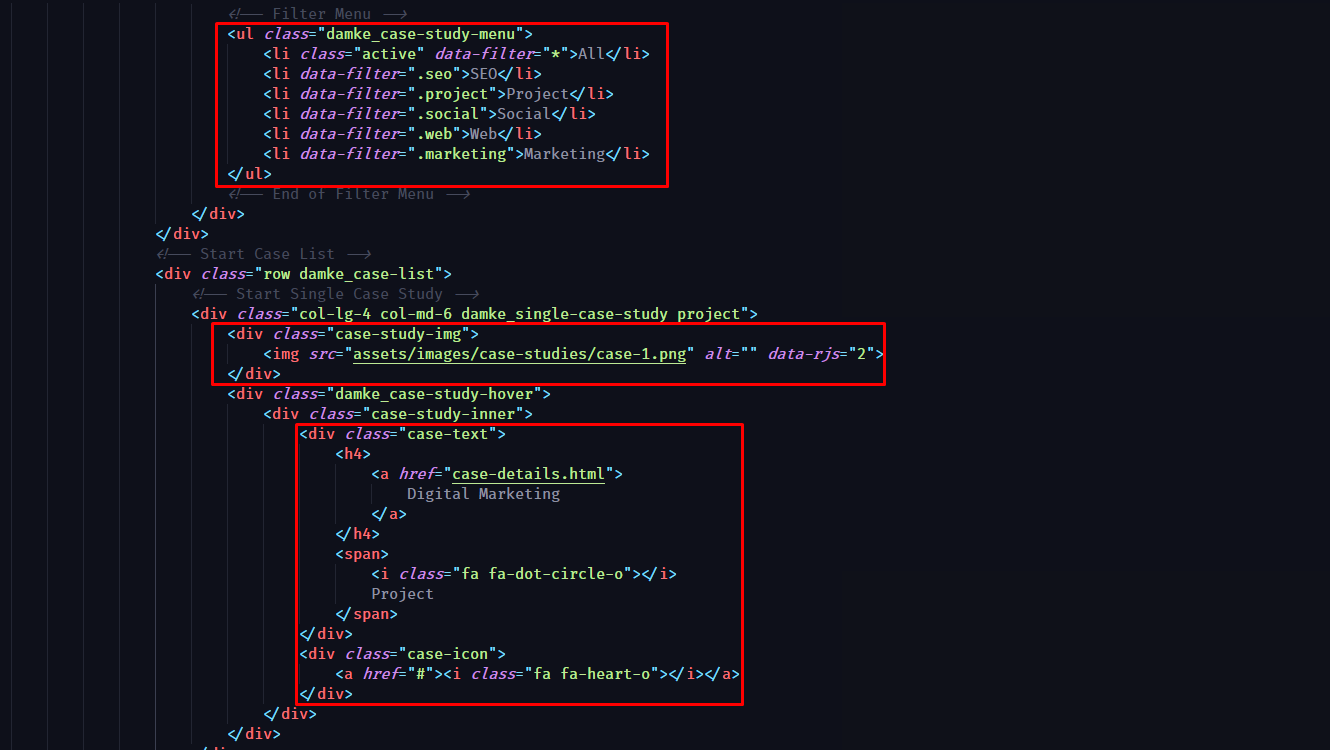 <!-- Filter Menu -->
<ul class="damke_case-study-menu">
<li class="active" data-filter="*">All</li>
<li data-filter=".seo">SEO</li>
<li data-filter=".project">Project</li>
<li data-filter=".social">Social</li>
<li data-filter=".web">Web</li>
<li data-filter=".marketing">Marketing</li>
</ul>
<!-- End of Filter Menu -->
</div>
</div>
<!-- Start Case List -->
<div class="row damke_case-list">
<!-- Start Single Case Study -->
<div class="col-lg-4 col-md-6 damke_single-case-study project">
<div class="case-study-img">
<img src="assets/images/case-studies/case-1.png" alt="" data-rjs="2">
</div>
<div class="damke_case-study-hover">
<div class="case-study-inner">
<div class="case-text">
<h4>
<a href="case-details.html">
Digital Marketing
</a>
</h4>
<span>
<i class="fa fa-dot-circle-o"></i>
Project
</span>
</div>
<div class="case-icon">
<a href="#"><i class="fa fa-heart-o"></i></a>
</div>
</div>
</div>